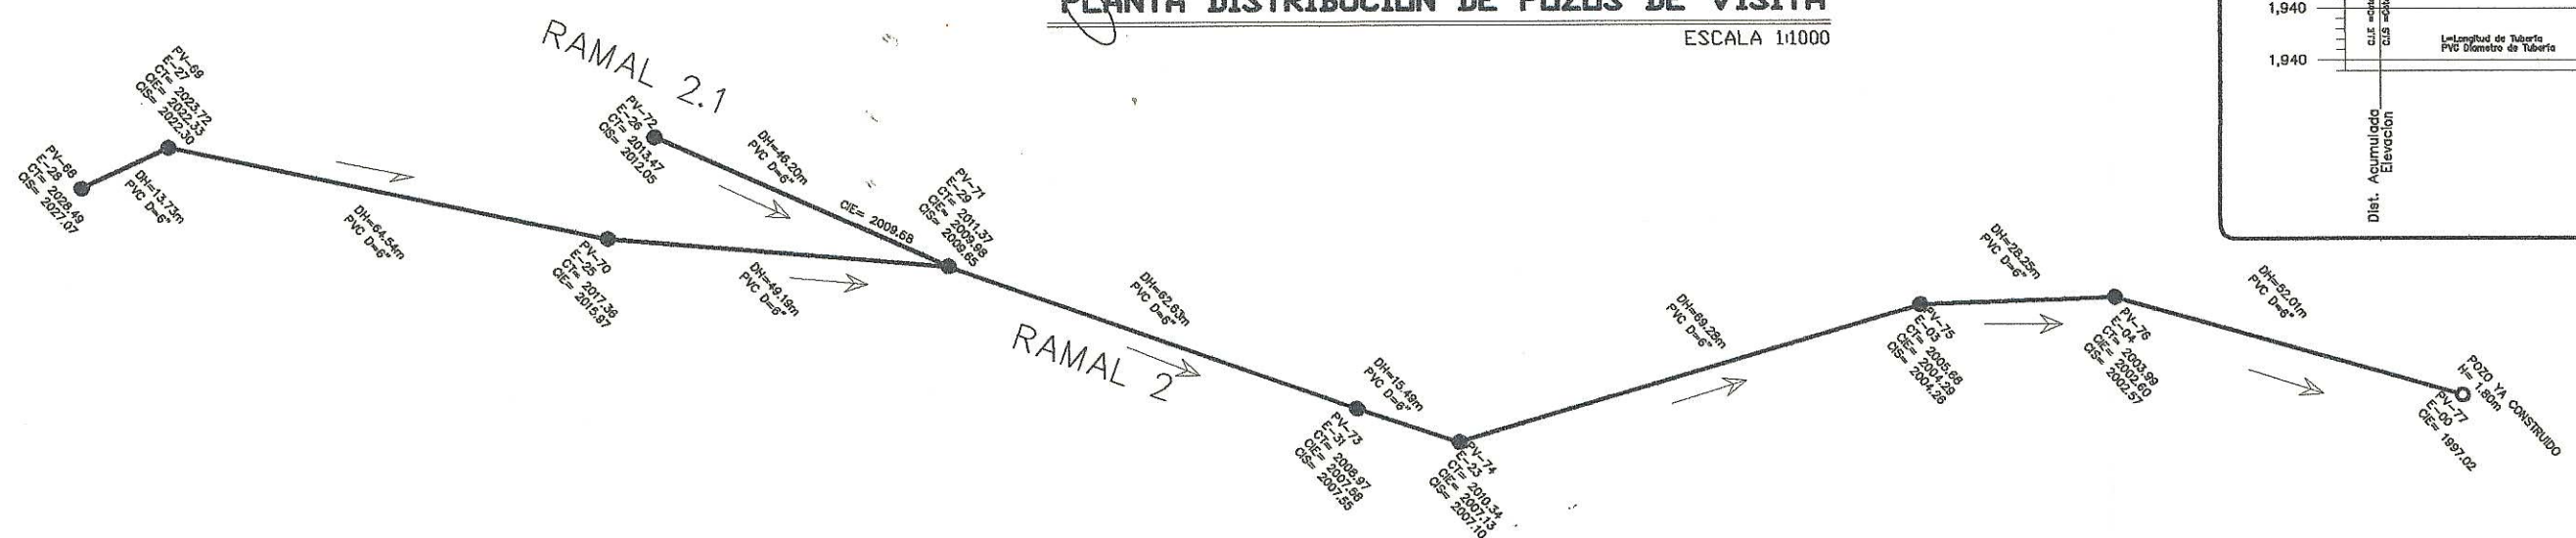 PLANTA DISTRIBUCION DE POZOS DE VISITA
ESCALA 1:1000
1,940
1,940
L=Longitud de Tuberia
PVC Diametro de Tuberia
Dist. Acumulada
Elevacion
RAMAL 2.1
RAMAL 2
PV-68
E-28
CT= 2028.49
CIS= 2027.07
DH=13.73m
PVC D=6"
PV-69
E-27
CT= 2023.72
CIE= 2022.33
CIS= 2022.30
DH=64.54m
PVC D=6"
PV-70
E-25
CT= 2017.36
CIE= 2015.97
DH=49.19m
PVC D=6"
PV-72
E-26
CT= 2013.47
CIS= 2012.05
DH=46.20m
PVC D=6"
CIE= 2009.68
PV-71
E-29
CT= 2011.37
CIE= 2009.98
CIS= 2009.65
DH=62.63m
PVC D=6"
PV-73
E-31
CT= 2008.97
CIE= 2007.68
CIS= 2007.55
DH=15.49m
PVC D=6"
PV-74
E-23
CT= 2010.34
CIE= 2007.13
CIS= 2007.10
DH=69.28m
PVC D=6"
PV-75
E-03
CT= 2005.68
CIE= 2004.29
CIS= 2004.26
DH=28.25m
PVC D=6"
PV-76
E-04
CT= 2003.99
CIE= 2002.60
CIS= 2002.57
DH=52.01m
PVC D=6"
POZO YA CONSTRUIDO
H= 1.80m
PV-77
E-00
CIE= 1997.02